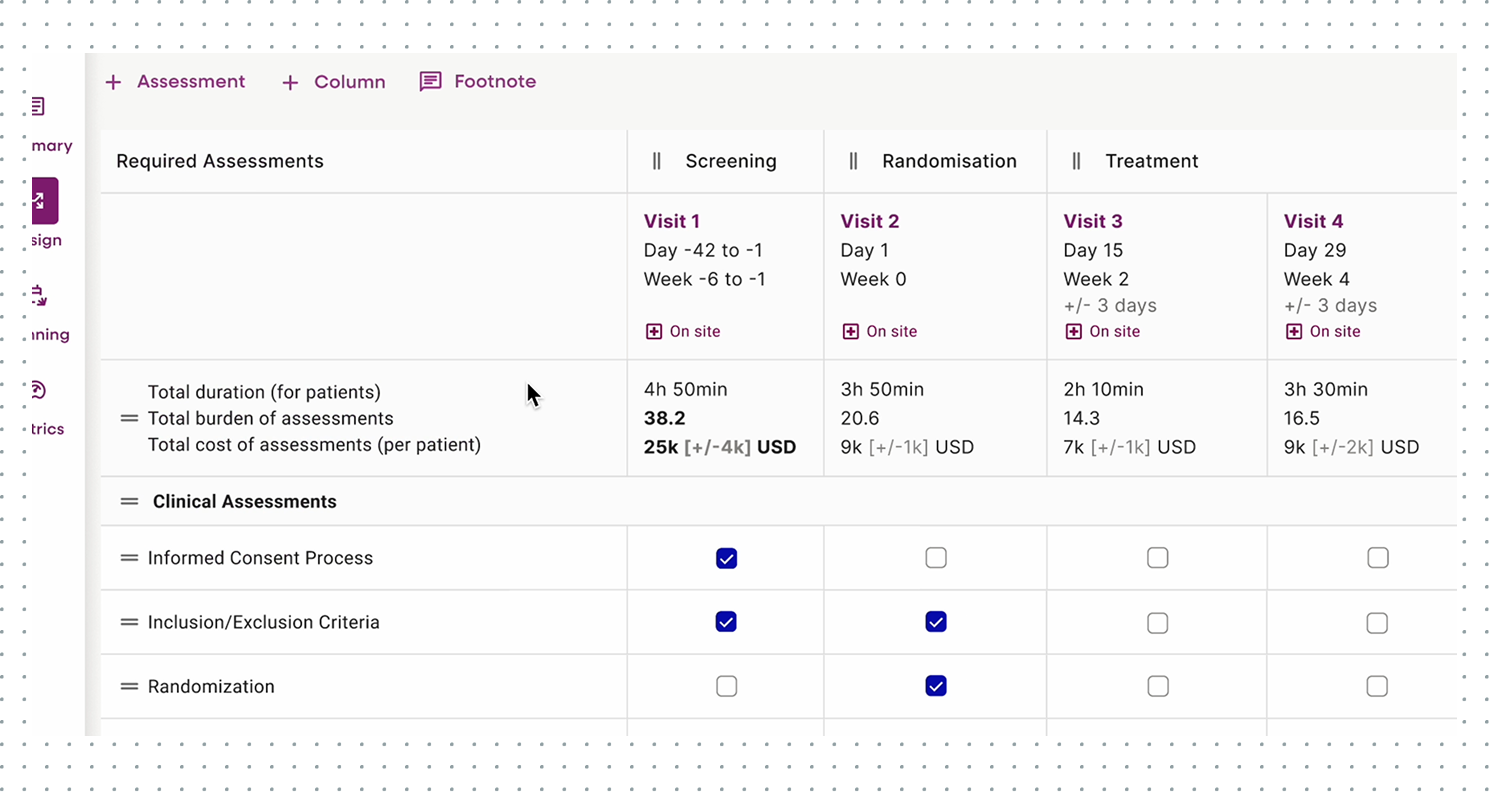 + Assessment + Column Footnote
mary
sign
nning
trics
Required Assessments
Screening
Randomisation
Treatment
Visit 1
Day -42 to -1
Week -6 to -1
On site
Visit 2
Day 1
Week 0
On site
Visit 3
Day 15
Week 2
+/- 3 days
On site
Visit 4
Day 29
Week 4
+/- 3 days
On site
Total duration (for patients)
Total burden of assessments
Total cost of assessments (per patient)
4h 50min
38.2
25k [+/-4k] USD
3h 50min
20.6
9k [+/-1k] USD
2h 10min
14.3
7k [+/-1k] USD
3h 30min
16.5
9k [+/-2k] USD
Clinical Assessments
Informed Consent Process
Inclusion/Exclusion Criteria
Randomization